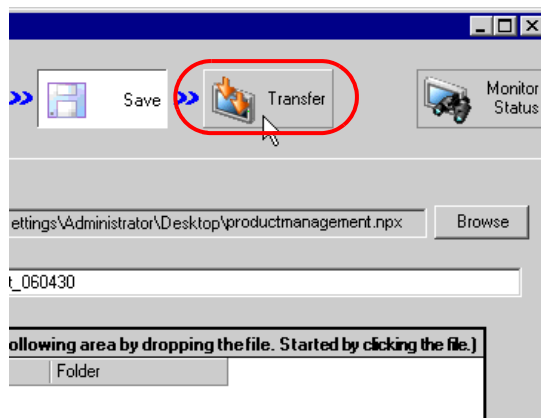 Save
Transfer
Monitor
Status
ettings\Administrator\Desktop\productmanagement.npx
Browse
t_060430
ollowing area by dropping the file. Started by clicking the file.]
Folder